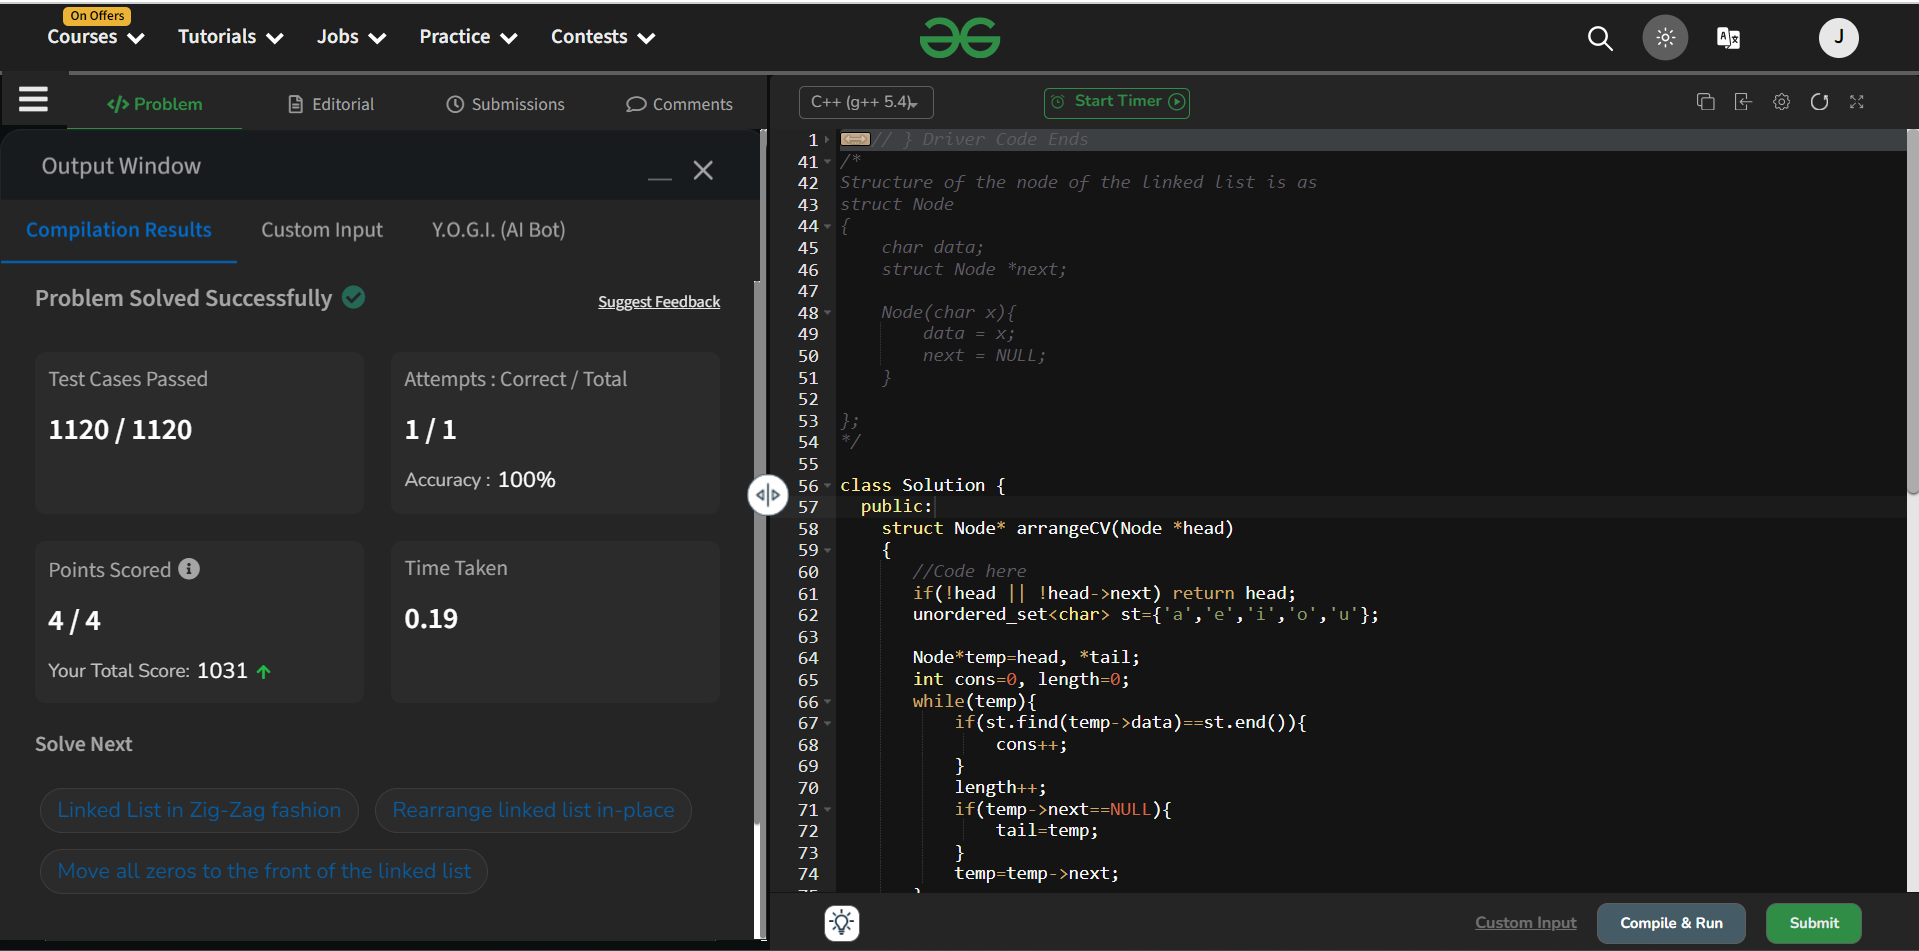 On Offers
Courses Tutorials Jobs Practice Contests
J
Problem Editorial Submissions Comments
Output Window
Compilation Results Custom Input Y.O.G.I. (AI Bot)
Problem Solved Successfully
Suggest Feedback
Test Cases Passed
1120 / 1120
Attempts : Correct / Total
1 / 1
Accuracy : 100%
Points Scored
4 / 4
Your Total Score: 1031
Time Taken
0.19
Solve Next
Linked List in Zig-Zag fashion
Rearrange linked list in-place
Move all zeros to the front of the linked list
C++ (g++ 5.4)
Start Timer
1 // } Driver Code Ends
41 /*
42 Structure of the node of the linked list is as
43 struct Node
44 {
45 char data;
46 struct Node *next;
47
48 Node(char x){
49 data = x;
50 next = NULL;
51 }
52
53 };
54 */
55
56 class Solution {
57 public:
58 struct Node* arrangeCV(Node *head)
59 {
60 //Code here
61 if(!head || !head->next) return head;
62 unordered_set<char> st={'a','e','i','o','u'};
63
64 Node*temp=head, *tail;
65 int cons=0, length=0;
66 while(temp){
67 if(st.find(temp->data)==st.end()){
68 cons++;
69 }
70 length++;
71 if(temp->next==NULL){
72 tail=temp;
73 }
74 temp=temp->next;
Custom Input
Compile & Run
Submit